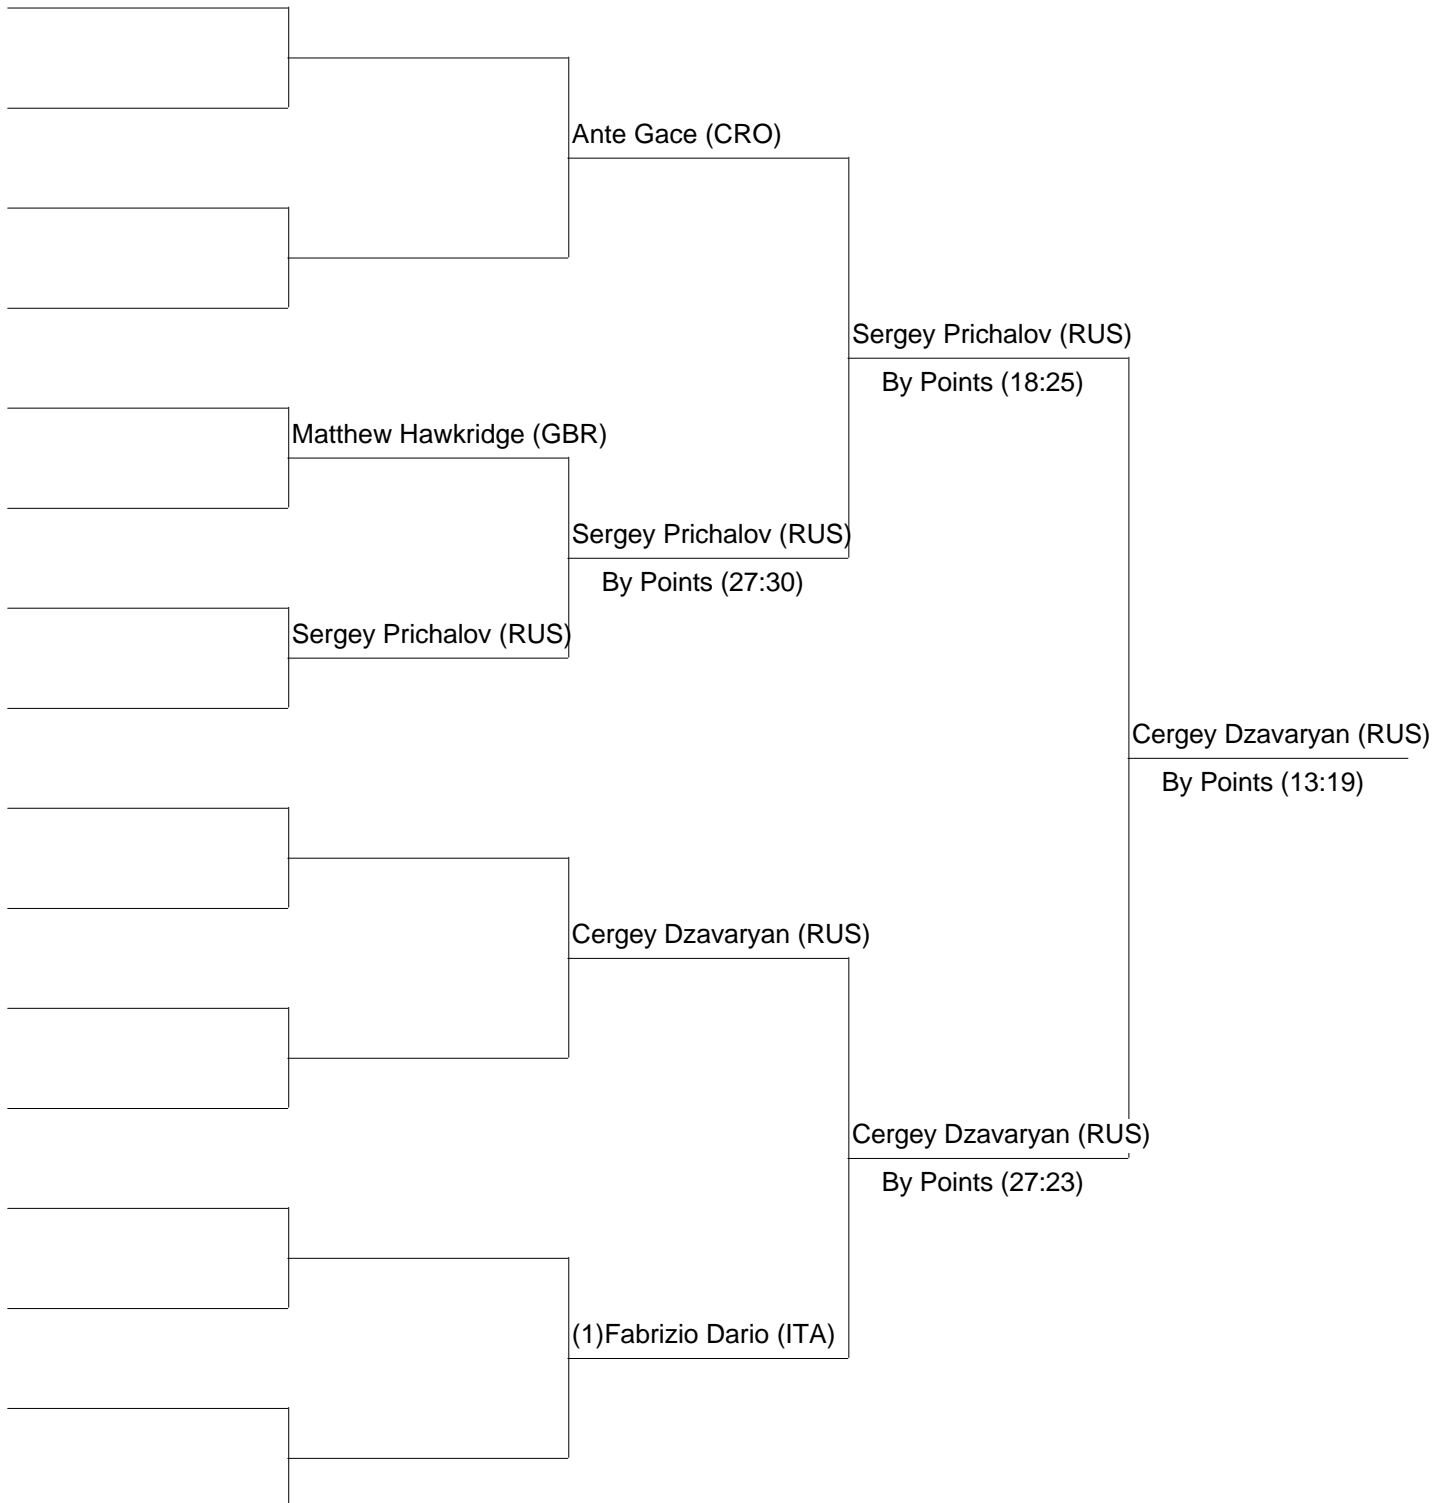 Ante Gace (CRO)
Sergey Prichalov (RUS)
By Points (18:25)
Matthew Hawkridge (GBR)
Sergey Prichalov (RUS)
By Points (27:30)
Sergey Prichalov (RUS)
Cergey Dzavaryan (RUS)
By Points (13:19)
Cergey Dzavaryan (RUS)
Cergey Dzavaryan (RUS)
By Points (27:23)
(1)Fabrizio Dario (ITA)